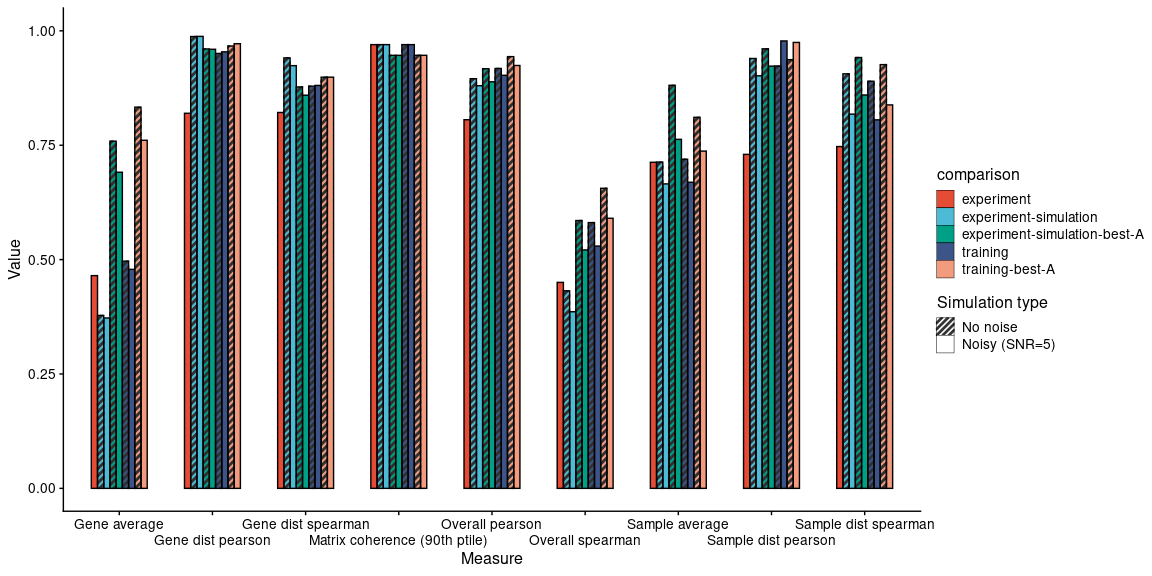 1.00
0.75
0.50
0.25
0.00
Value
Gene average
Gene dist pearson
Gene dist spearman
Matrix coherence (90th ptile)
Overall pearson
Overall spearman
Sample average
Sample dist pearson
Sample dist spearman
Measure
comparison
experiment
experiment-simulation
experiment-simulation-best-A
training
training-best-A
Simulation type
No noise
Noisy (SNR=5)